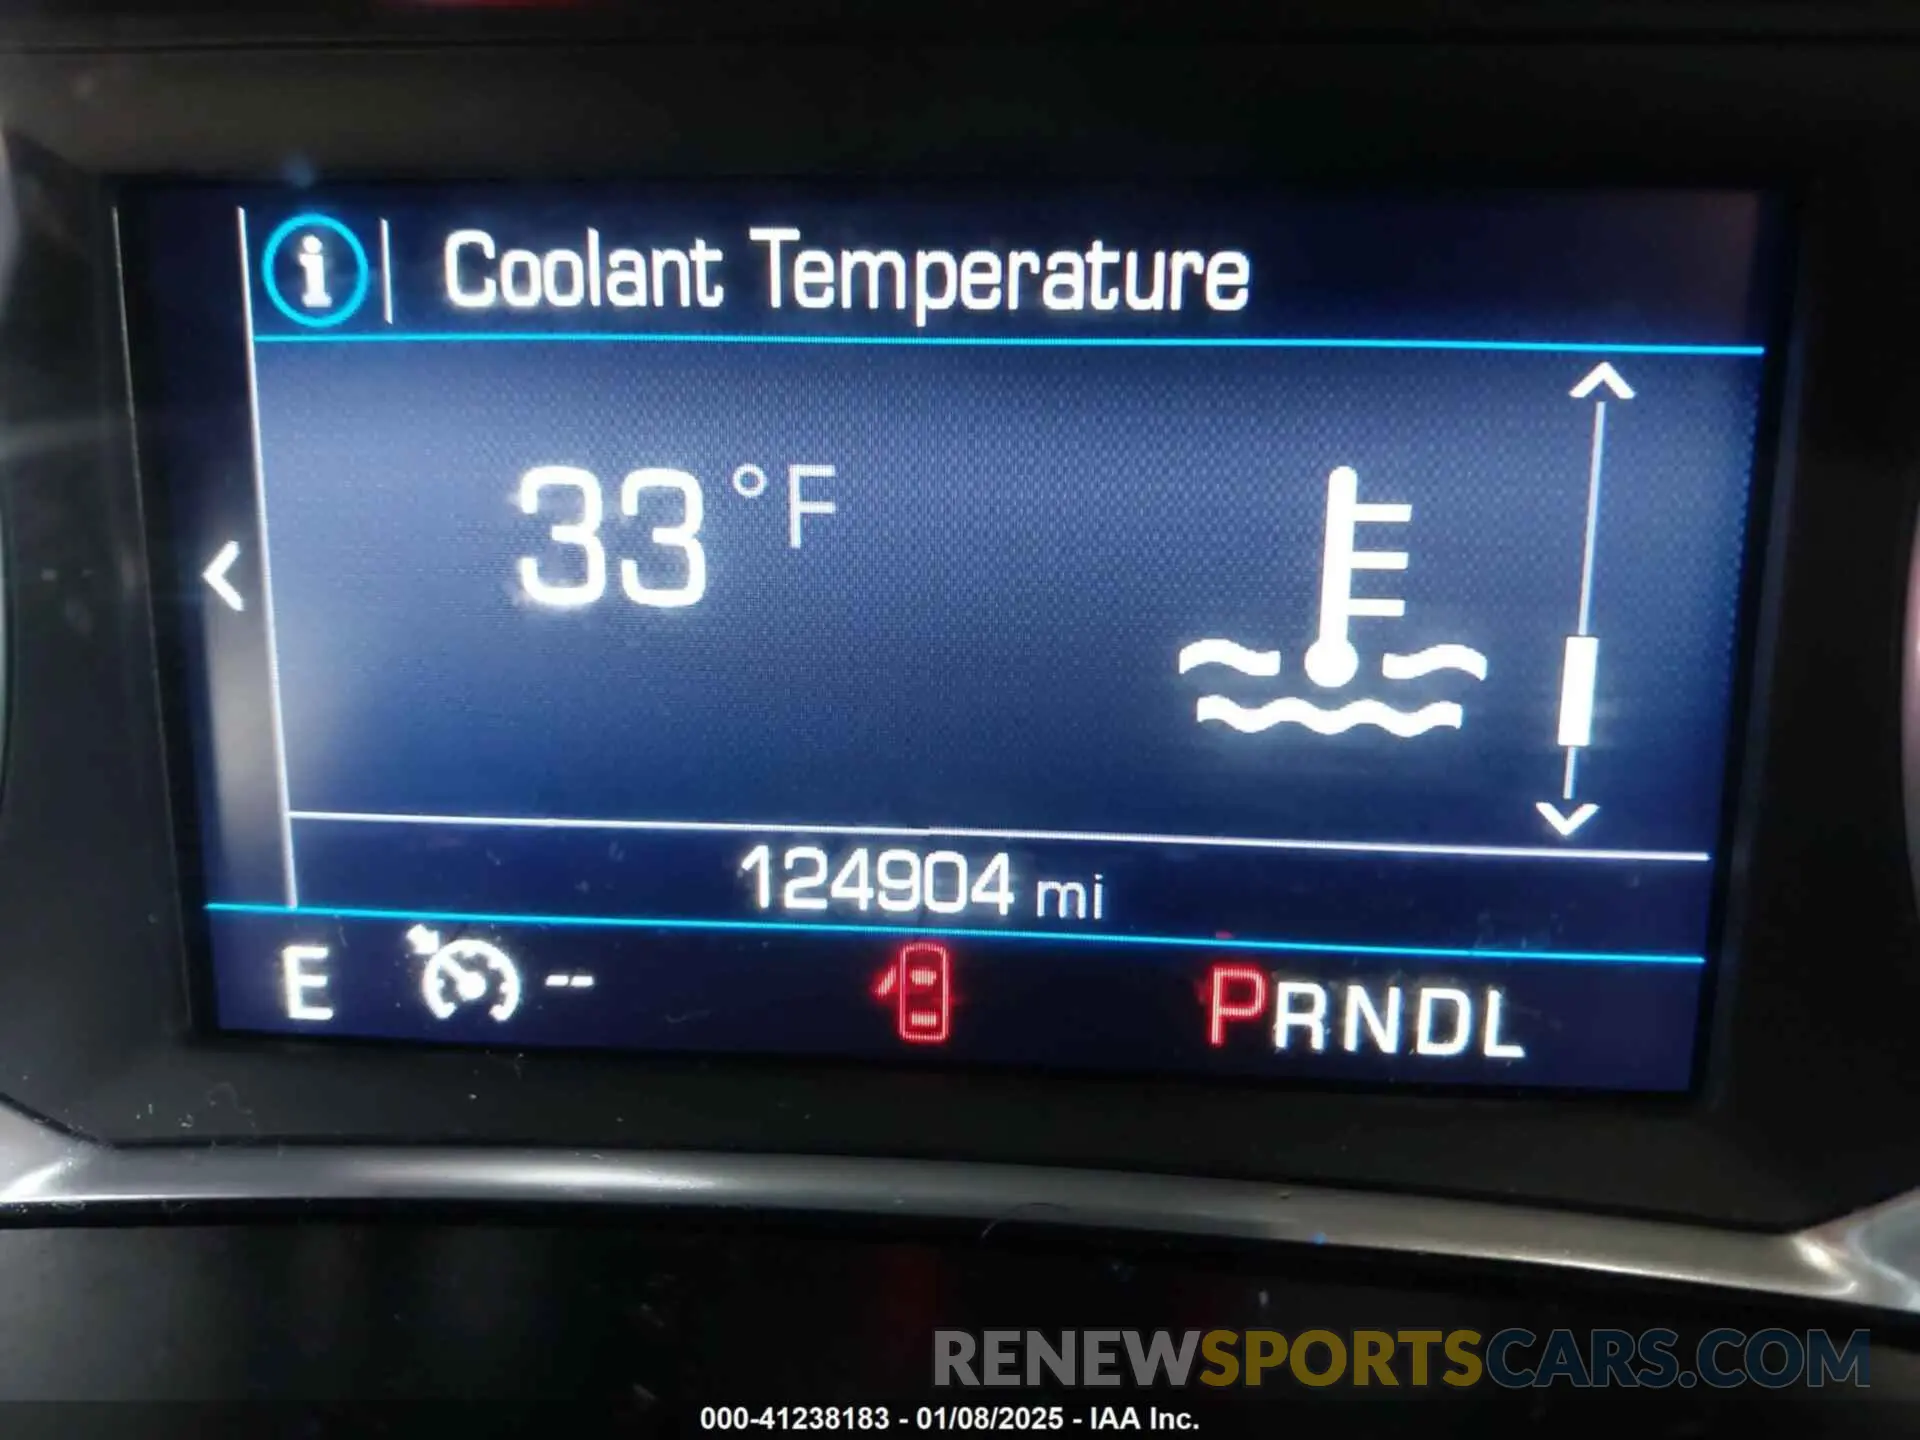 i Coolant Temperature
33 °F
124904 mi
E -- PRNDL
RENEWSPORTSCARS.COM
000-41238183 - 01/08/2025 - IAA Inc.